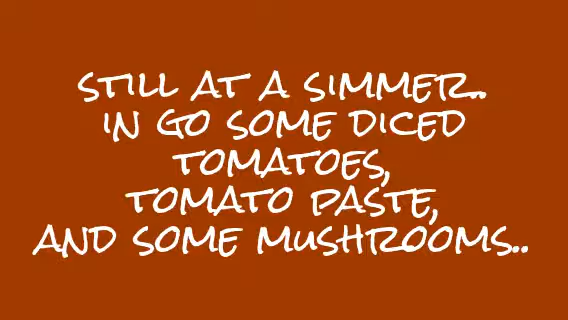 STILL AT A SIMMER..
IN GO SOME DICED
TOMATOES,
TOMATO PASTE,
AND SOME MUSHROOMS..